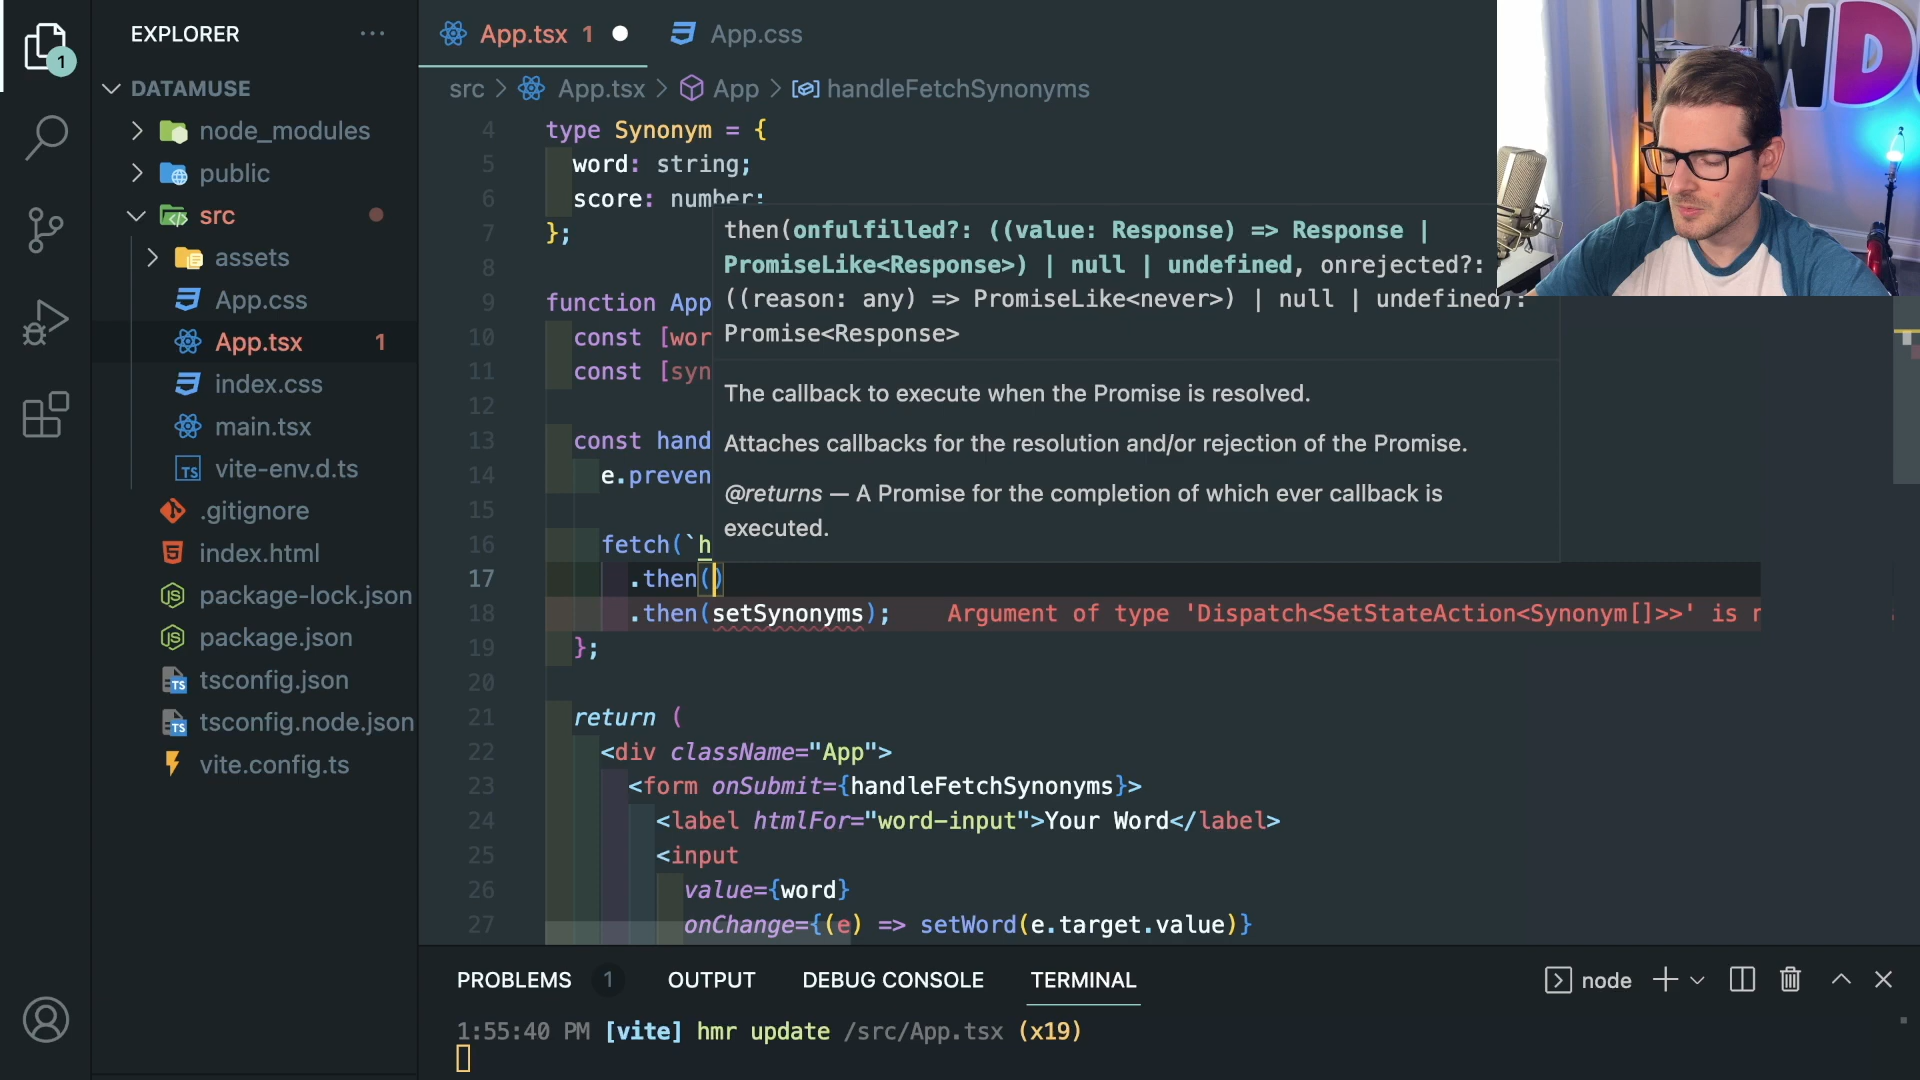 EXPLORER
1
DATAMUSE
node_modules
public
src
assets
App.css
App.tsx 1
index.css
main.tsx
TS vite-env.d.ts
.gitignore
index.html
package-lock.json
package.json
TS tsconfig.json
TS tsconfig.node.json
vite.config.ts
App.tsx 1
App.css
src > App.tsx > App > handleFetchSynonyms
4 type Synonym = {
5 word: string;
6 score: number;
7 };
8
9 function App
10 const [wor
11 const [syn
12
13 const hand
14 e.preven
15
16 fetch(`h
17 .then()
18 .then(setSynonyms); Argument of type 'Dispatch<SetStateAction<Synonym[]>>' is
19 };
20
21 return (
22 <div className="App">
23 <form onSubmit={handleFetchSynonyms}>
24 <label htmlFor="word-input">Your Word</label>
25 <input
26 value={word}
27 onChange={(e) => setWord(e.target.value)}
then(onfulfilled?: ((value: Response) => Response |
PromiseLike<Response>) | null | undefined, onrejected?:
((reason: any) => PromiseLike<never>) | null | undefined):
Promise<Response>
The callback to execute when the Promise is resolved.
Attaches callbacks for the resolution and/or rejection of the Promise.
@returns — A Promise for the completion of which ever callback is
executed.
WD
PROBLEMS 1 OUTPUT DEBUG CONSOLE TERMINAL
node
1:55:40 PM [vite] hmr update /src/App.tsx (x19)